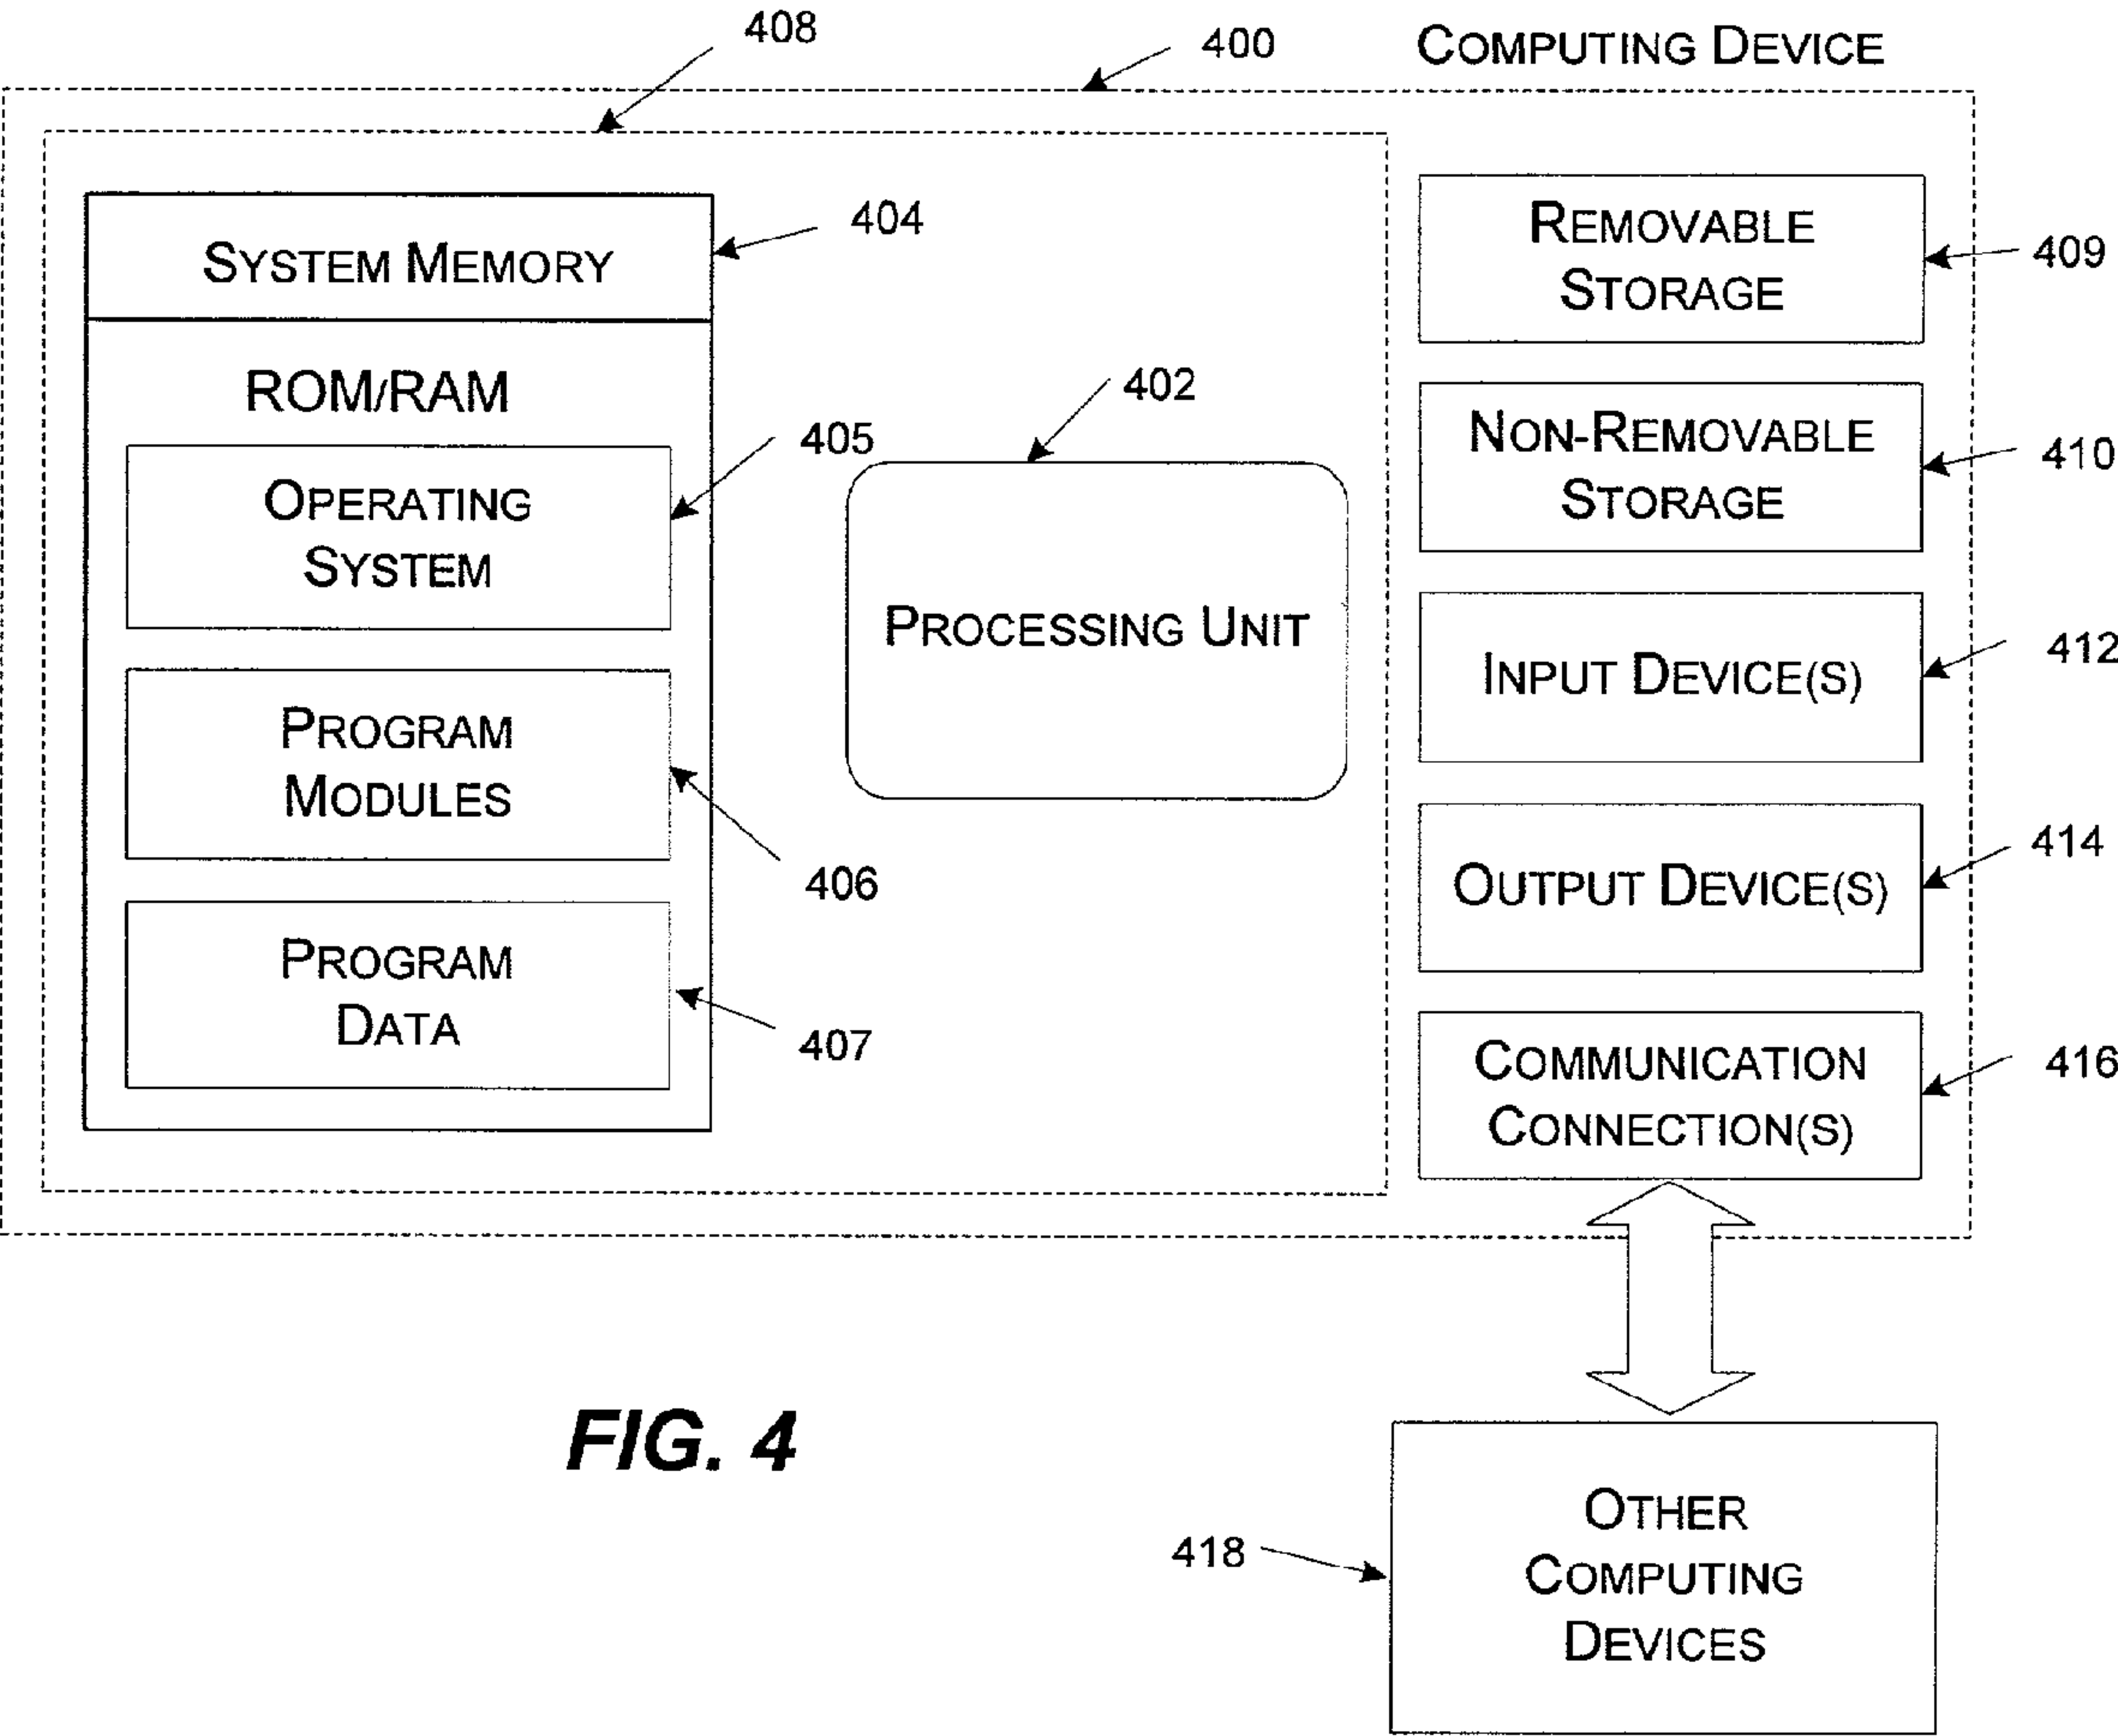 408
400
COMPUTING DEVICE
SYSTEM MEMORY
404
ROM/RAM
405
OPERATING
SYSTEM
PROGRAM
MODULES
406
PROGRAM
DATA
407
402
PROCESSING UNIT
REMOVABLE
STORAGE
409
NON-REMOVABLE
STORAGE
410
INPUT DEVICE(S)
412
OUTPUT DEVICE(S)
414
COMMUNICATION
CONNECTION(S)
416
FIG. 4
418
OTHER
COMPUTING
DEVICES